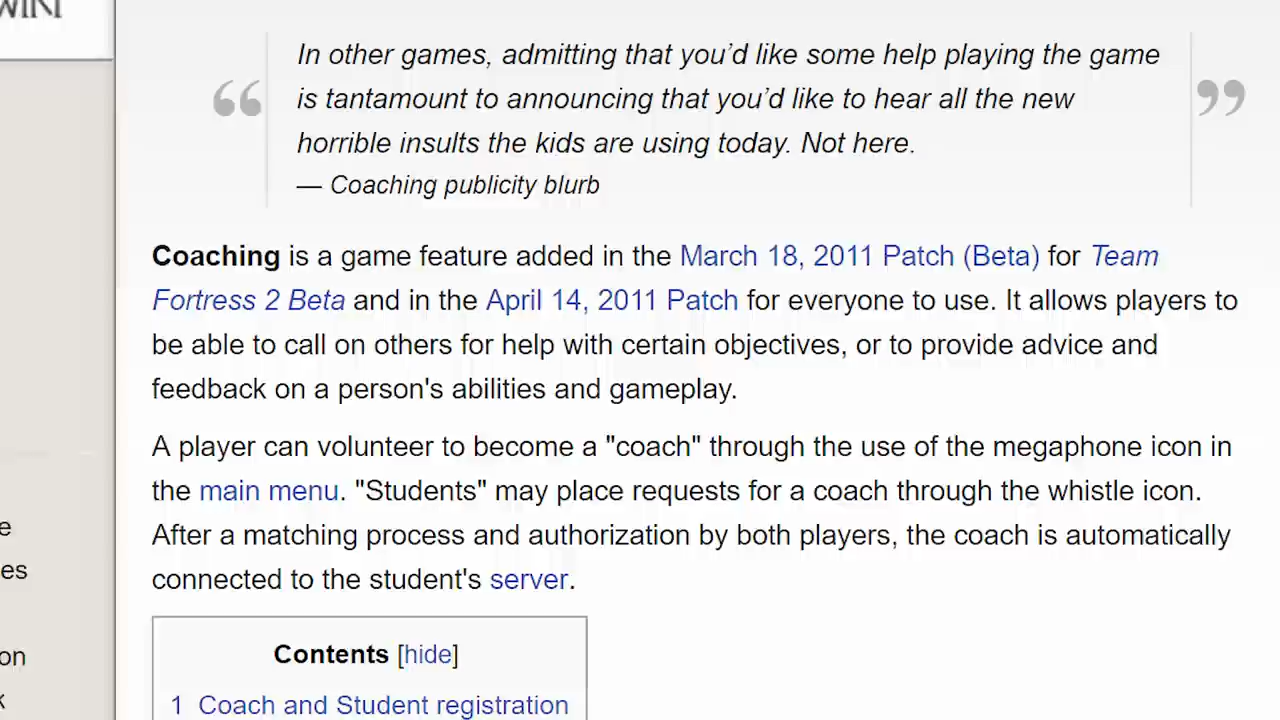 WIKI
“ In other games, admitting that you’d like some help playing the game
is tantamount to announcing that you’d like to hear all the new
horrible insults the kids are using today. Not here. ”
— Coaching publicity blurb
Coaching is a game feature added in the March 18, 2011 Patch (Beta) for Team
Fortress 2 Beta and in the April 14, 2011 Patch for everyone to use. It allows players to
be able to call on others for help with certain objectives, or to provide advice and
feedback on a person's abilities and gameplay.
A player can volunteer to become a "coach" through the use of the megaphone icon in
the main menu. "Students" may place requests for a coach through the whistle icon.
After a matching process and authorization by both players, the coach is automatically
connected to the student's server.
e
es
on
k
Contents [hide]
1 Coach and Student registration